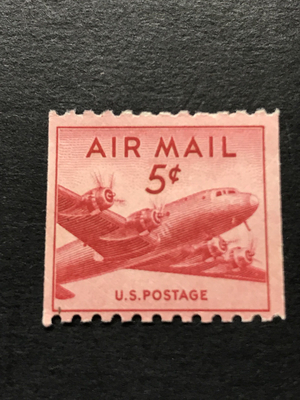 AIR MAIL
5¢
U.S. POSTAGE